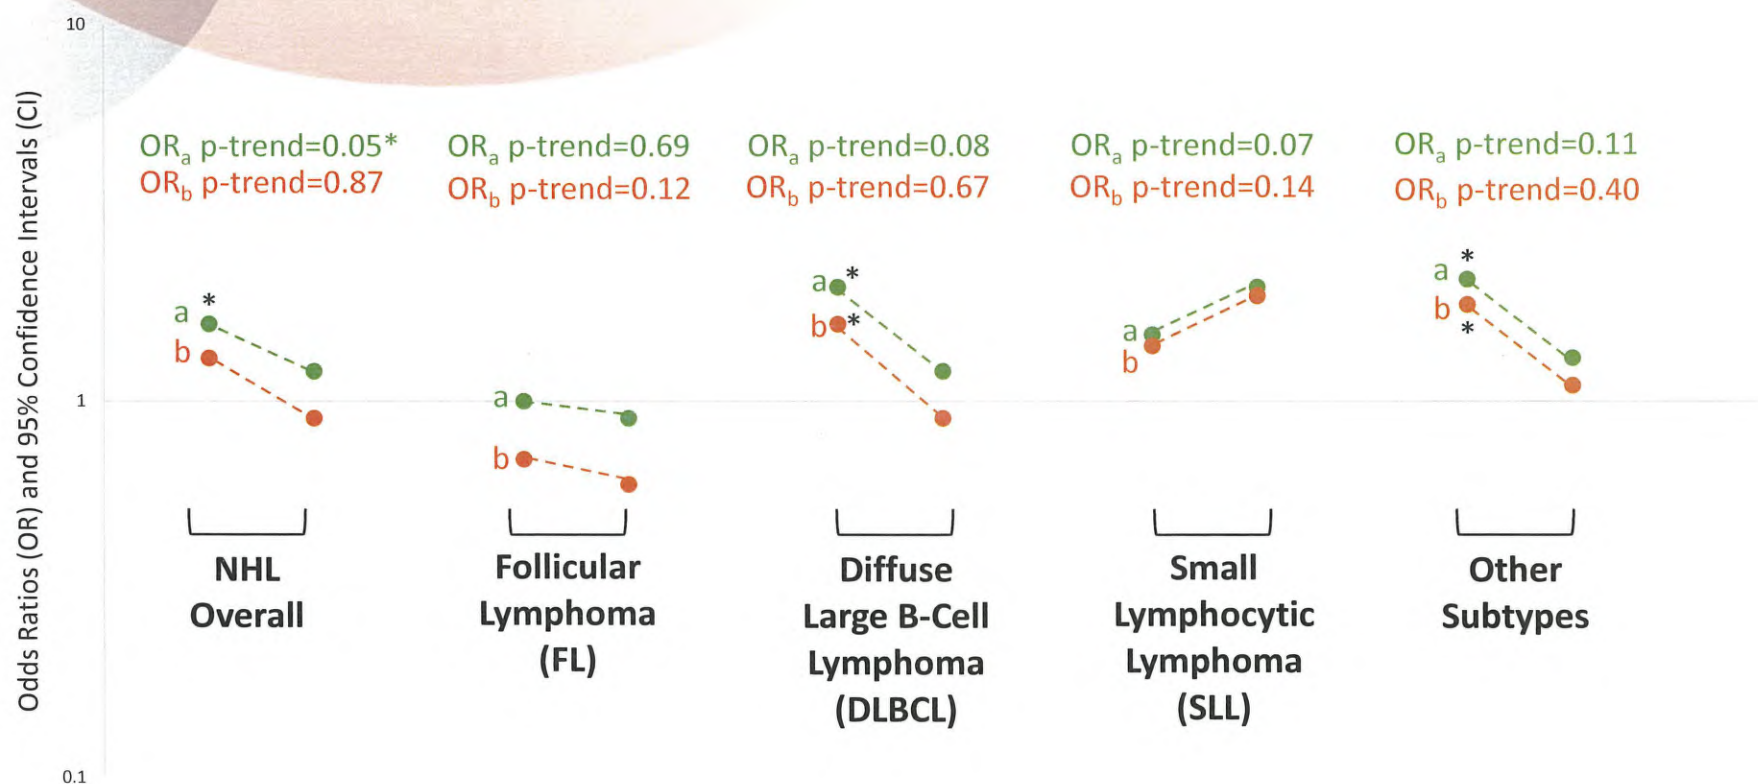 10
Odds Ratios (OR) and 95% Confidence Intervals (CI)
ORa p-trend=0.05*
ORb p-trend=0.87
ORa p-trend=0.69
ORb p-trend=0.12
ORa p-trend=0.08
ORb p-trend=0.67
ORa p-trend=0.07
ORb p-trend=0.14
ORa p-trend=0.11
ORb p-trend=0.40
a *
b
a
b
a *
b *
a
b
a *
b *
1
NHL
Overall
Follicular
Lymphoma
(FL)
Diffuse
Large B-Cell
Lymphoma
(DLBCL)
Small
Lymphocytic
Lymphoma
(SLL)
Other
Subtypes
0.1